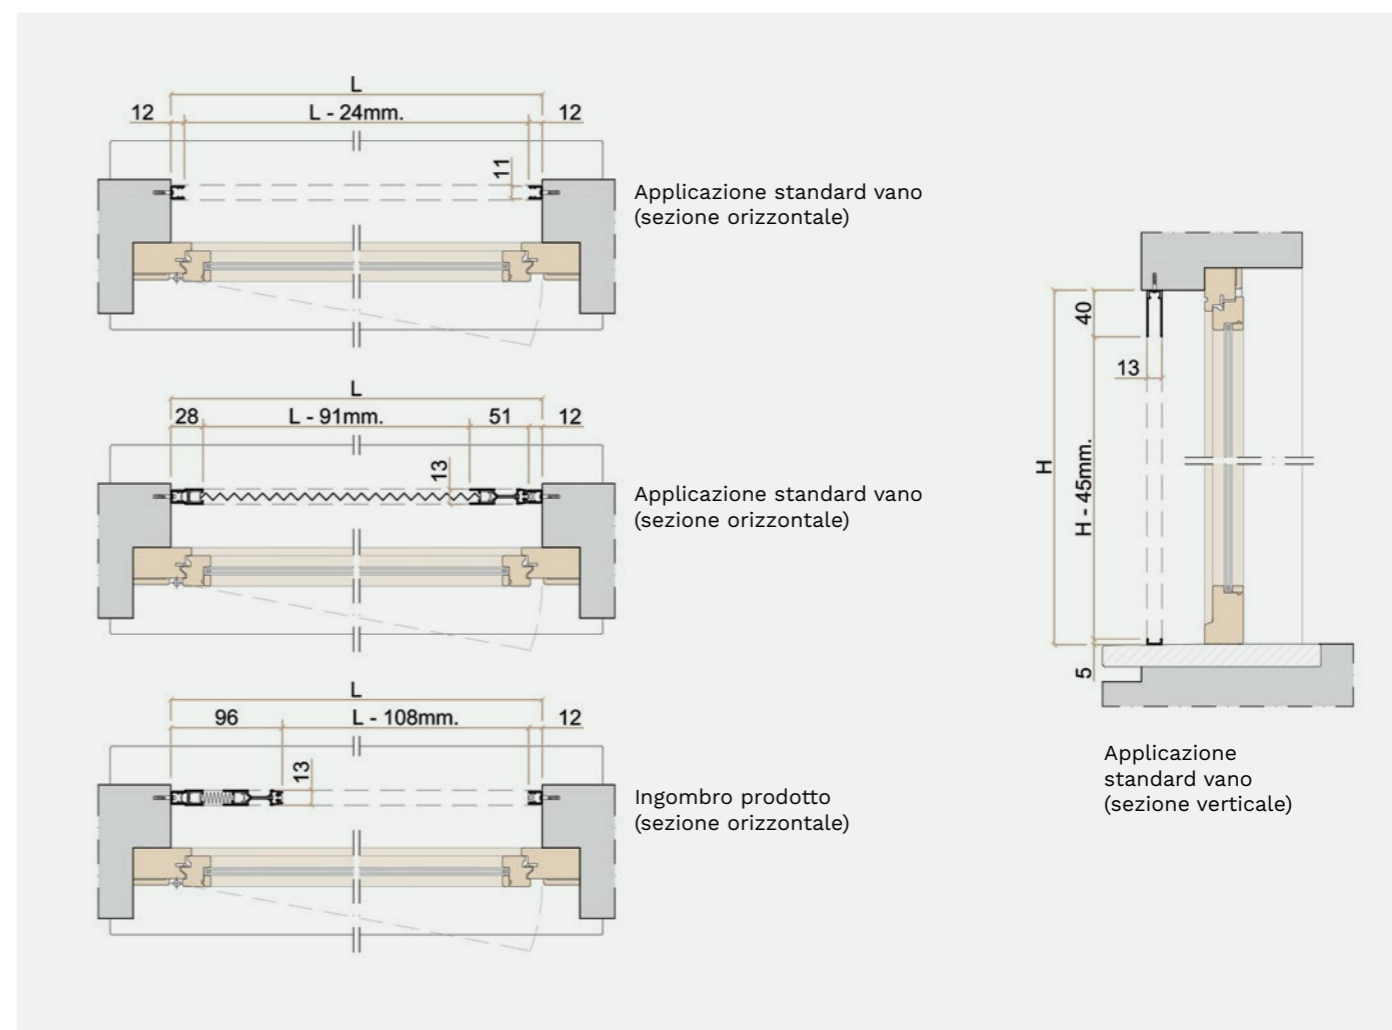 L
12
L - 24mm.
12
11
Applicazione standard vano
(sezione orizzontale)
L
28
L - 91mm.
51
12
13
Applicazione standard vano
(sezione orizzontale)
L
96
L - 108mm.
12
13
Ingombro prodotto
(sezione orizzontale)
40
13
H
H - 45mm.
5
Applicazione
standard vano
(sezione verticale)